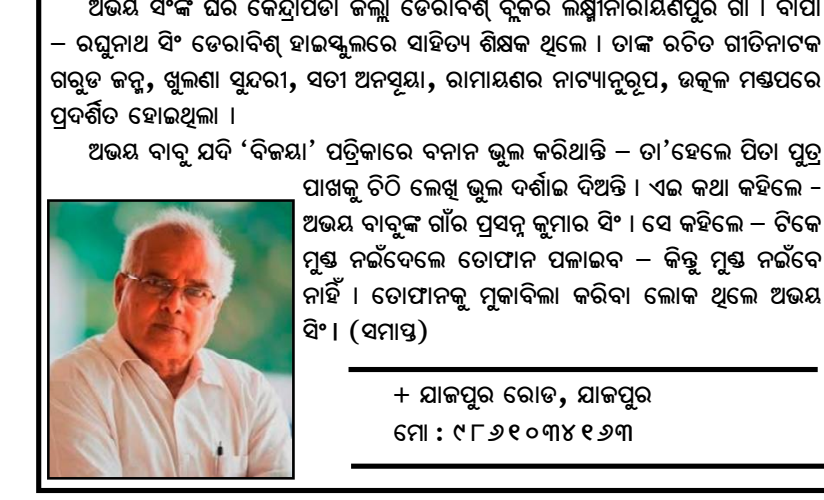 ଅଭୟ ସିଂଙ୍କ ଘର କେନ୍ଦ୍ରାପଡା ଜିଲ୍ଲା ଡେରାବିଶ୍ ବ୍ଲକର ଲକ୍ଷ୍ମୀନାରାୟଣପୁର ଗାଁ । ବାପା
– ରଘୁନାଥ ସିଂ ଡେରାବିଶ୍ ହାଇସ୍କୁଲରେ ସାହିତ୍ୟ ଶିକ୍ଷକ ଥିଲେ । ତାଙ୍କ ରଚିତ ଗୀତିନାଟକ
ଗରୁଡ ଜନ୍ମ, ଖୁଲଣା ସୁନ୍ଦରୀ, ସତୀ ଅନସୂୟା, ରାମାୟଣର ନାଟ୍ୟାନୁରୂପ, ଉତ୍କଳ ମଣ୍ଡପରେ
ପ୍ରଦର୍ଶିତ ହୋଇଥିଲା ।
ଅଭୟ ବାବୁ ଯଦି ‘ବିଜୟା’ ପତ୍ରିକାରେ ବନାନ ଭୁଲ କରିଥାନ୍ତି – ତା’ହେଲେ ପିତା ପୁତ୍ର
ପାଖକୁ ଚିଠି ଲେଖି ଭୁଲ ଦର୍ଶାଇ ଦିଅନ୍ତି । ଏଇ କଥା କହିଲେ -
ଅଭୟ ବାବୁଙ୍କ ଗାଁର ପ୍ରସନ୍ନ କୁମାର ସିଂ । ସେ କହିଲେ – ଟିକେ
ମୁଣ୍ଡ ନଇଁଦେଲେ ତୋଫାନ ପଳାଇବ – କିନ୍ତୁ ମୁଣ୍ଡ ନଇଁବେ
ନାହିଁ । ତୋଫାନକୁ ମୁକାବିଲା କରିବା ଲୋକ ଥିଲେ ଅଭୟ
ସିଂ। (ସମାପ୍ତ)
+ ଯାଜପୁର ରୋଡ, ଯାଜପୁର
ମୋ : ୯୮୬୧୦୩୪୧୬୩